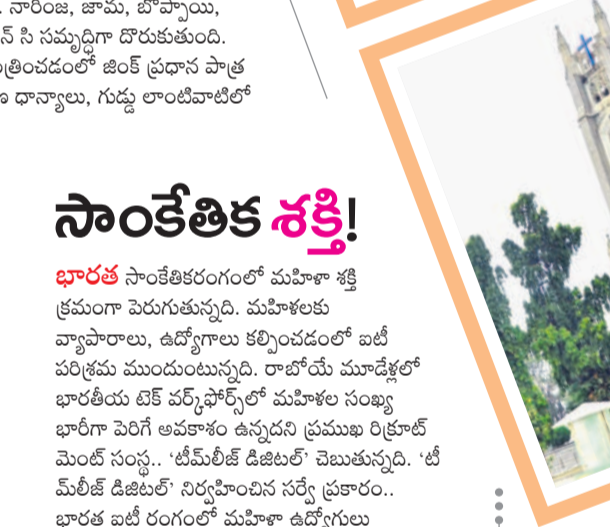 . నారింజ, జామ, బొప్పాయి,
న్ సి సమృద్ధిగా దొరుకుతుంది.
ంత్రించడంలో జింక్ ప్రధాన పాత్ర
ణ ధాన్యాలు, గుడ్డు లాంటివాటిలో
సాంకేతిక శక్తి!
భారత సాంకేతికరంగంలో మహిళా శక్తి
క్రమంగా పెరుగుతున్నది. మహిళలకు
వ్యాపారాలు, ఉద్యోగాలు కల్పించడంలో ఐటీ
పరిశ్రమ ముందుంటున్నది. రాబోయే మూడేళ్లలో
భారతీయ టెక్ వర్క్‌ఫోర్స్‌లో మహిళల సంఖ్య
భారీగా పెరిగే అవకాశం ఉన్నదని ప్రముఖ రిక్రూట్
మెంట్ సంస్థ.. ‘టీమ్‌లీజ్ డిజిటల్’ చెబుతున్నది. ‘టీ
మ్‌లీజ్ డిజిటల్’ నిర్వహించిన సర్వే ప్రకారం..
భారత ఐటీ రంగంలో మహిళా ఉద్యోగులు